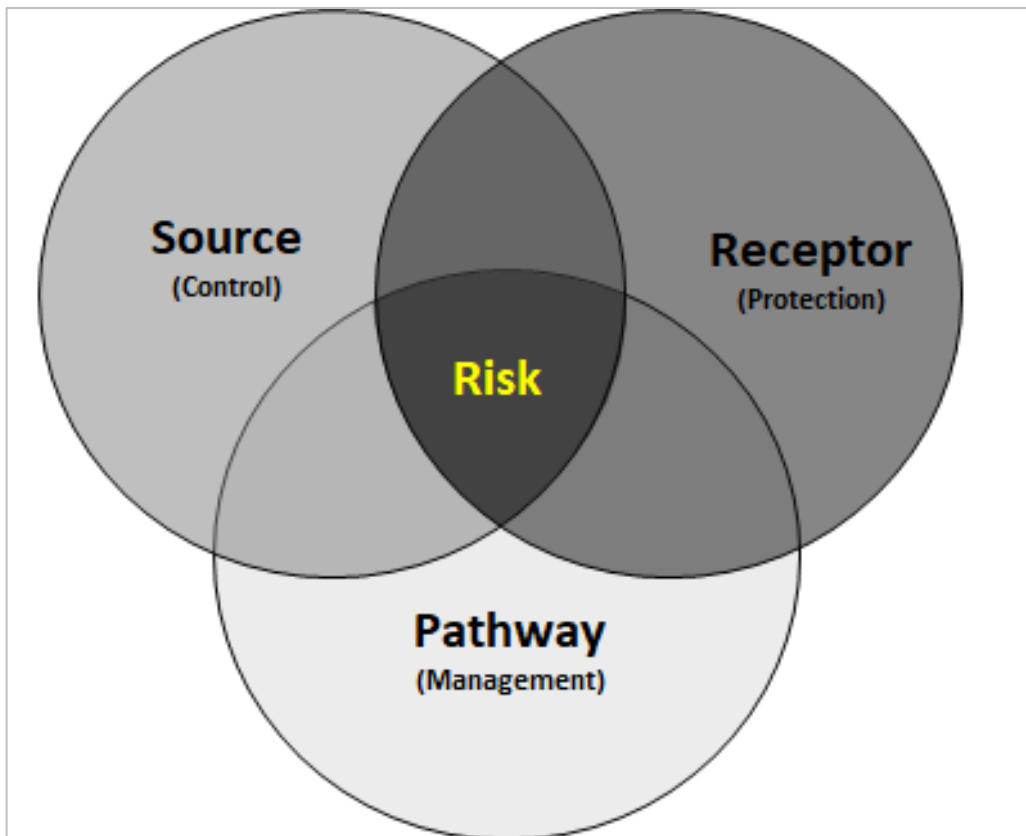 Source
(Control)
Receptor
(Protection)
Risk
Pathway
(Management)